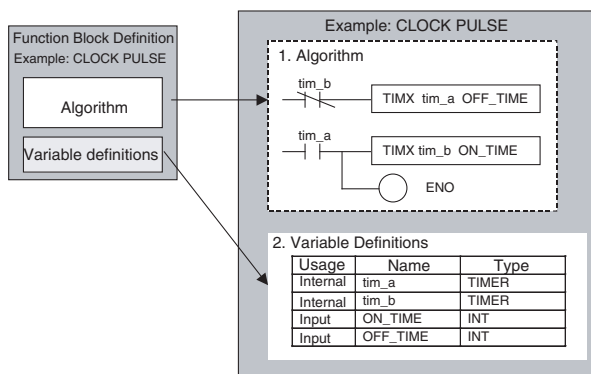 Function Block Definition
Example: CLOCK PULSE
Algorithm
Variable definitions
Example: CLOCK PULSE
1. Algorithm
tim_b
TIMX tim_a OFF_TIME
tim_a
TIMX tim_b ON_TIME
ENO
2. Variable Definitions
Usage Name Type
Internal tim_a TIMER
Internal tim_b TIMER
Input ON_TIME INT
Input OFF_TIME INT